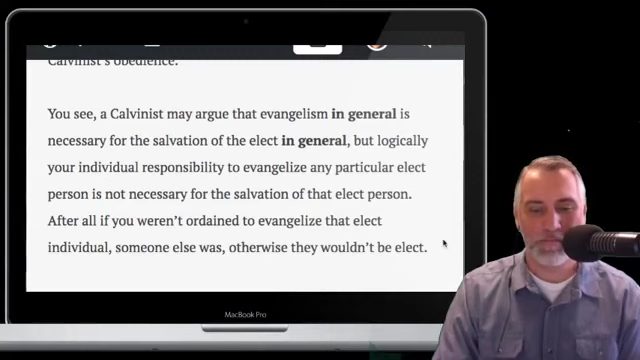 Calvinist's obedience.
You see, a Calvinist may argue that evangelism in general is
necessary for the salvation of the elect in general, but logically
your individual responsibility to evangelize any particular elect
person is not necessary for the salvation of that elect person.
After all if you weren't ordained to evangelize that elect
individual, someone else was, otherwise they wouldn't be elect.
MacBook Pro